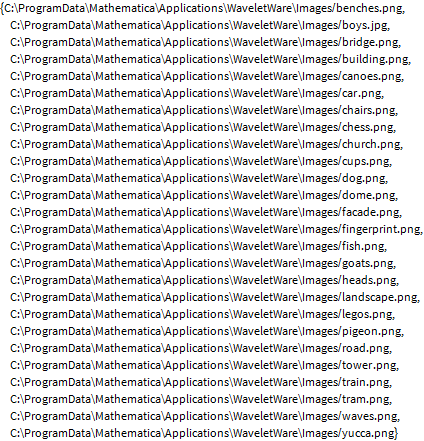 {C:\ProgramData\Mathematica\Applications\WaveletWare\Images/benches.png,
C:\ProgramData\Mathematica\Applications\WaveletWare\Images/boys.jpg,
C:\ProgramData\Mathematica\Applications\WaveletWare\Images/bridge.png,
C:\ProgramData\Mathematica\Applications\WaveletWare\Images/building.png,
C:\ProgramData\Mathematica\Applications\WaveletWare\Images/canoes.png,
C:\ProgramData\Mathematica\Applications\WaveletWare\Images/car.png,
C:\ProgramData\Mathematica\Applications\WaveletWare\Images/chairs.png,
C:\ProgramData\Mathematica\Applications\WaveletWare\Images/chess.png,
C:\ProgramData\Mathematica\Applications\WaveletWare\Images/church.png,
C:\ProgramData\Mathematica\Applications\WaveletWare\Images/cups.png,
C:\ProgramData\Mathematica\Applications\WaveletWare\Images/dog.png,
C:\ProgramData\Mathematica\Applications\WaveletWare\Images/dome.png,
C:\ProgramData\Mathematica\Applications\WaveletWare\Images/facade.png,
C:\ProgramData\Mathematica\Applications\WaveletWare\Images/fingerprint.png,
C:\ProgramData\Mathematica\Applications\WaveletWare\Images/fish.png,
C:\ProgramData\Mathematica\Applications\WaveletWare\Images/goats.png,
C:\ProgramData\Mathematica\Applications\WaveletWare\Images/heads.png,
C:\ProgramData\Mathematica\Applications\WaveletWare\Images/landscape.png,
C:\ProgramData\Mathematica\Applications\WaveletWare\Images/legos.png,
C:\ProgramData\Mathematica\Applications\WaveletWare\Images/pigeon.png,
C:\ProgramData\Mathematica\Applications\WaveletWare\Images/road.png,
C:\ProgramData\Mathematica\Applications\WaveletWare\Images/tower.png,
C:\ProgramData\Mathematica\Applications\WaveletWare\Images/train.png,
C:\ProgramData\Mathematica\Applications\WaveletWare\Images/tram.png,
C:\ProgramData\Mathematica\Applications\WaveletWare\Images/waves.png,
C:\ProgramData\Mathematica\Applications\WaveletWare\Images/yucca.png}